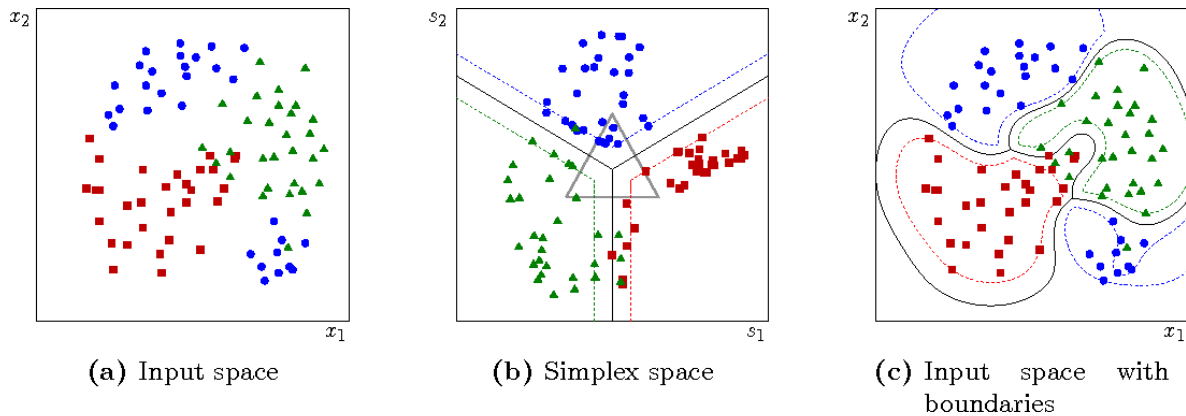 x₂
x₁
(a) Input space
s₂
s₁
(b) Simplex space
x₂
x₁
(c) Input space with
boundaries